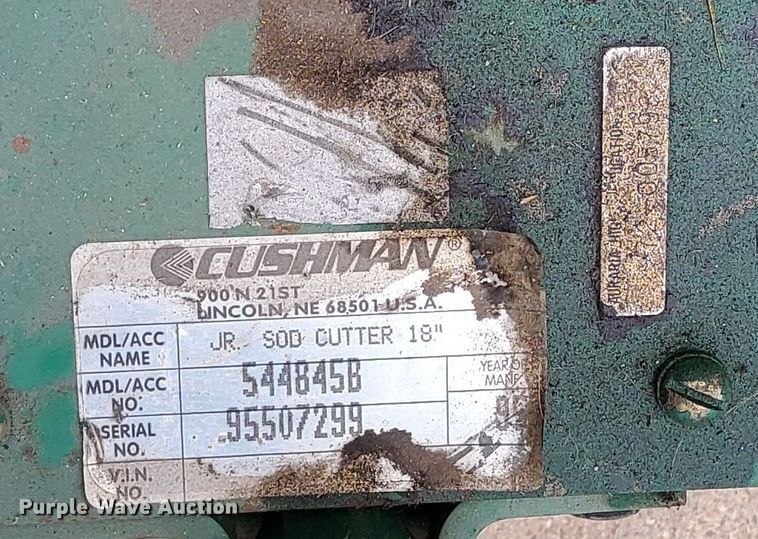 CUSHMAN®
900 N 21ST
LINCOLN, NE 68501 U.S.A.
MDL/ACC NAME JR. SOD CUTTER 18"
MDL/ACC NO. 544845B
SERIAL NO. 95507299
YEAR OF MANF. 95
V.I.N. NO.
Purple Wave Auction